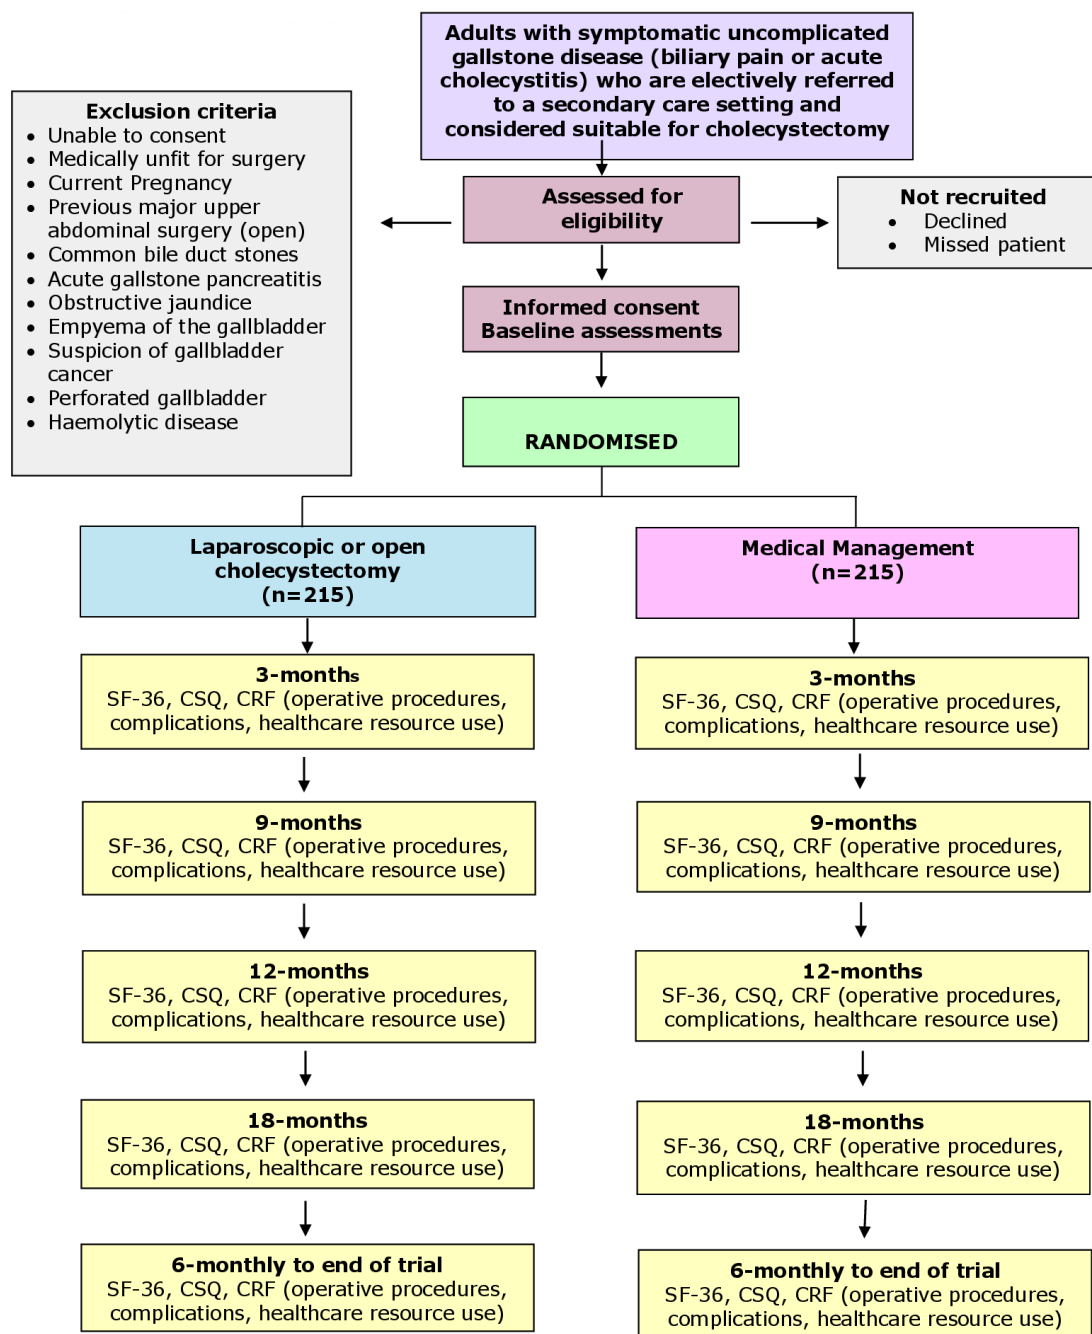 Adults with symptomatic uncomplicated
gallstone disease (biliary pain or acute
cholecystitis) who are electively referred
to a secondary care setting and
considered suitable for cholecystectomy
Exclusion criteria
• Unable to consent
• Medically unfit for surgery
• Current Pregnancy
• Previous major upper
abdominal surgery (open)
• Common bile duct stones
• Acute gallstone pancreatitis
• Obstructive jaundice
• Empyema of the gallbladder
• Suspicion of gallbladder
cancer
• Perforated gallbladder
• Haemolytic disease
Assessed for
eligibility
Not recruited
• Declined
• Missed patient
Informed consent
Baseline assessments
RANDOMISED
Laparoscopic or open
cholecystectomy
(n=215)
3-months
SF-36, CSQ, CRF (operative procedures,
complications, healthcare resource use)
9-months
SF-36, CSQ, CRF (operative procedures,
complications, healthcare resource use)
12-months
SF-36, CSQ, CRF (operative procedures,
complications, healthcare resource use)
18-months
SF-36, CSQ, CRF (operative procedures,
complications, healthcare resource use)
6-monthly to end of trial
SF-36, CSQ, CRF (operative procedures,
complications, healthcare resource use)
Medical Management
(n=215)
3-months
SF-36, CSQ, CRF (operative procedures,
complications, healthcare resource use)
9-months
SF-36, CSQ, CRF (operative procedures,
complications, healthcare resource use)
12-months
SF-36, CSQ, CRF (operative procedures,
complications, healthcare resource use)
18-months
SF-36, CSQ, CRF (operative procedures,
complications, healthcare resource use)
6-monthly to end of trial
SF-36, CSQ, CRF (operative procedures,
complications, healthcare resource use)